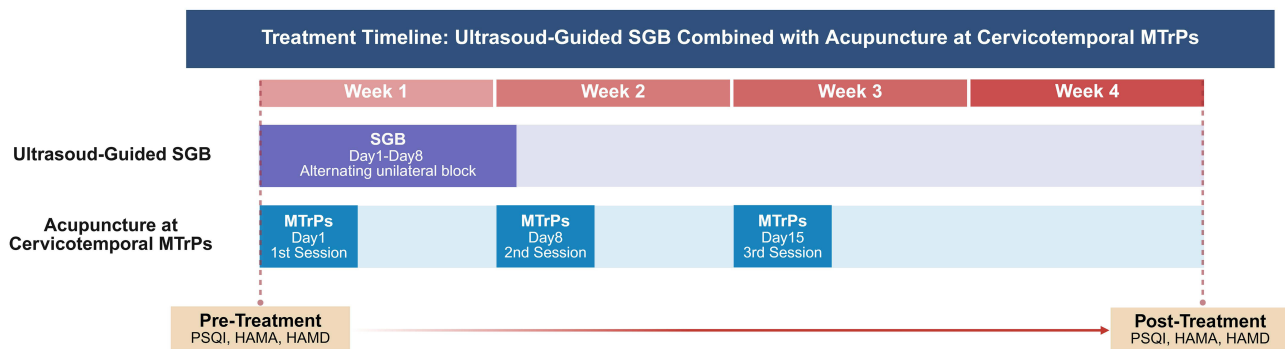 Treatment Timeline: Ultrasoud-Guided SGB Combined with Acupuncture at Cervicotemporal MTrPs
Week 1
Week 2
Week 3
Week 4
Ultrasoud-Guided SGB
SGB
Day1-Day8
Alternating unilateral block
Acupuncture at
Cervicotemporal MTrPs
MTrPs
Day1
1st Session
MTrPs
Day8
2nd Session
MTrPs
Day15
3rd Session
Pre-Treatment
PSQI, HAMA, HAMD
Post-Treatment
PSQI, HAMA, HAMD